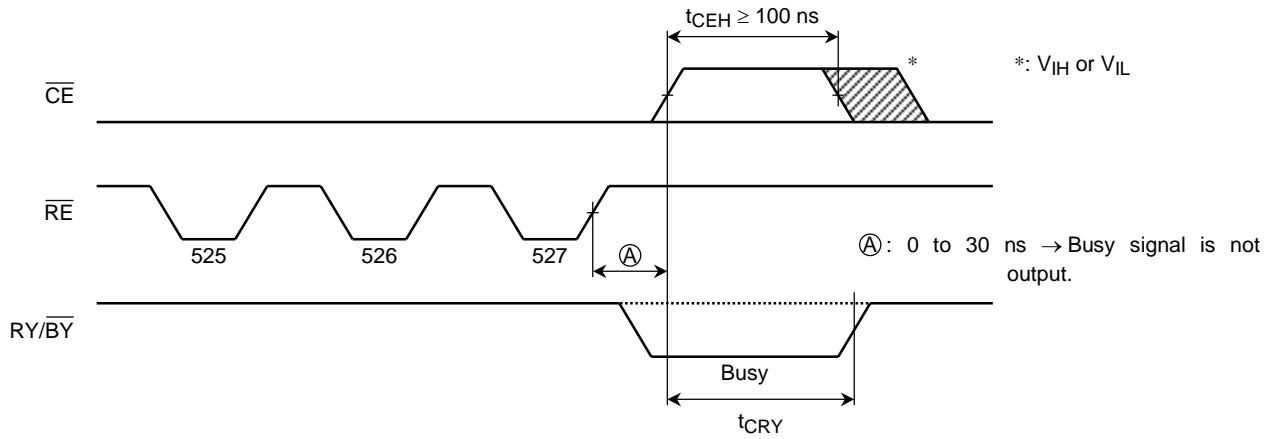 tCEH ≥ 100 ns
*
*: VIH or VIL
CE
RE
525
526
527
A
A : 0 to 30 ns → Busy signal is not
output.
RY/BY
Busy
tCRY